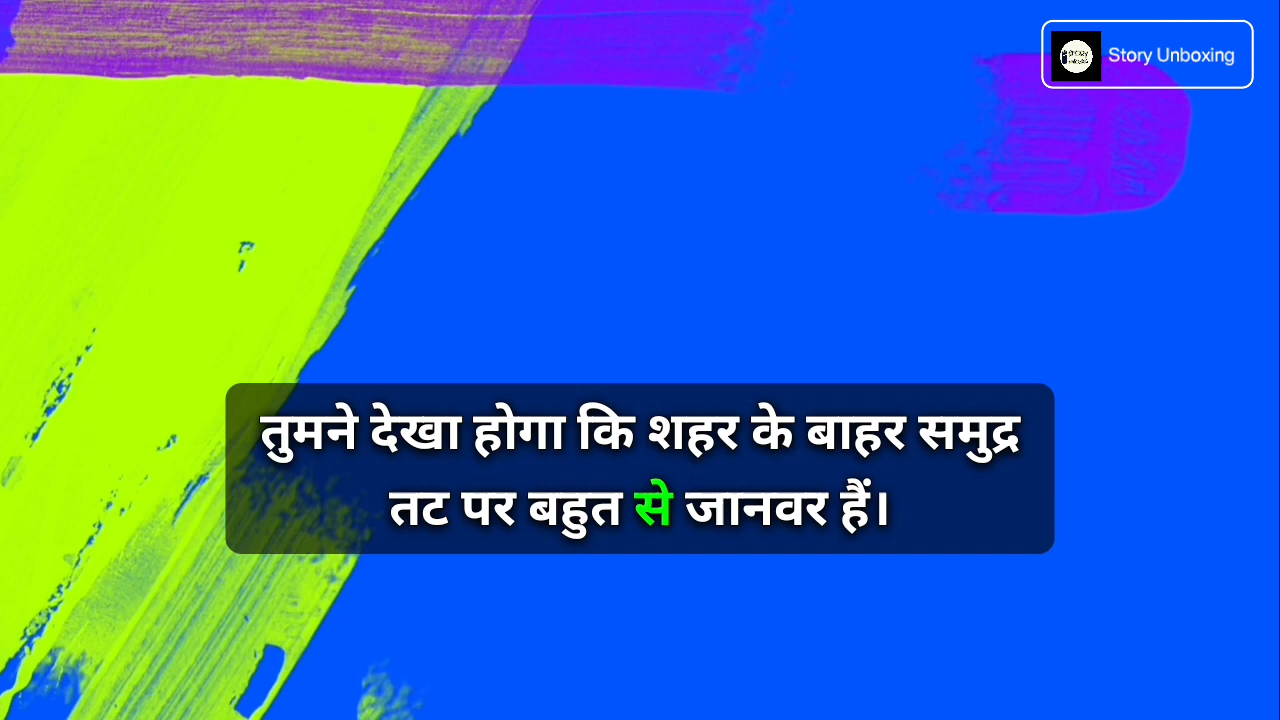 Story Unboxing
तुमने देखा होगा कि शहर के बाहर समुद्र
तट पर बहुत से जानवर हैं।